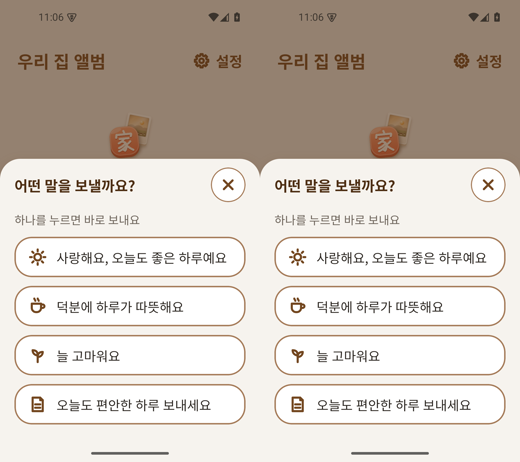 11:06
우리 집 앨범
설정
家
어떤 말을 보낼까요?
하나를 누르면 바로 보내요
사랑해요, 오늘도 좋은 하루예요
덕분에 하루가 따뜻해요
늘 고마워요
오늘도 편안한 하루 보내세요
11:06
우리 집 앨범
설정
家
어떤 말을 보낼까요?
하나를 누르면 바로 보내요
사랑해요, 오늘도 좋은 하루예요
덕분에 하루가 따뜻해요
늘 고마워요
오늘도 편안한 하루 보내세요